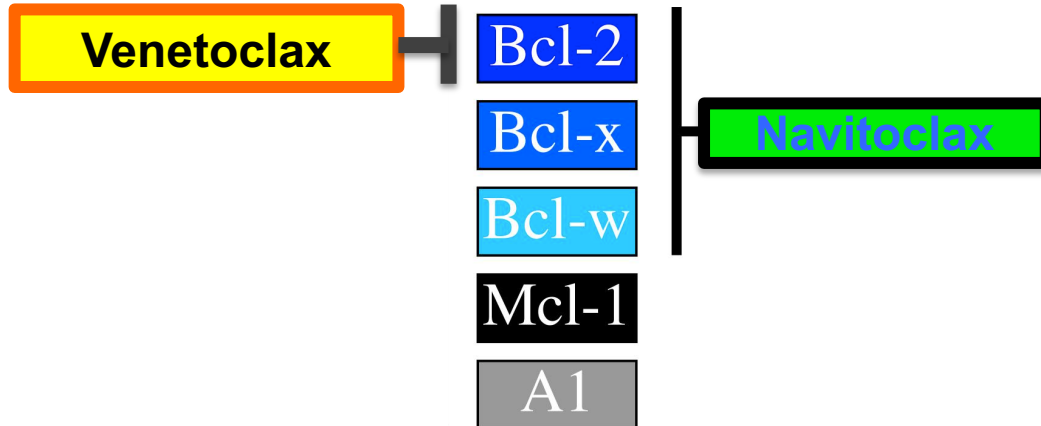 Venetoclax
Bcl-2
Bcl-x
Navitoclax
Bcl-w
Mcl-1
A1